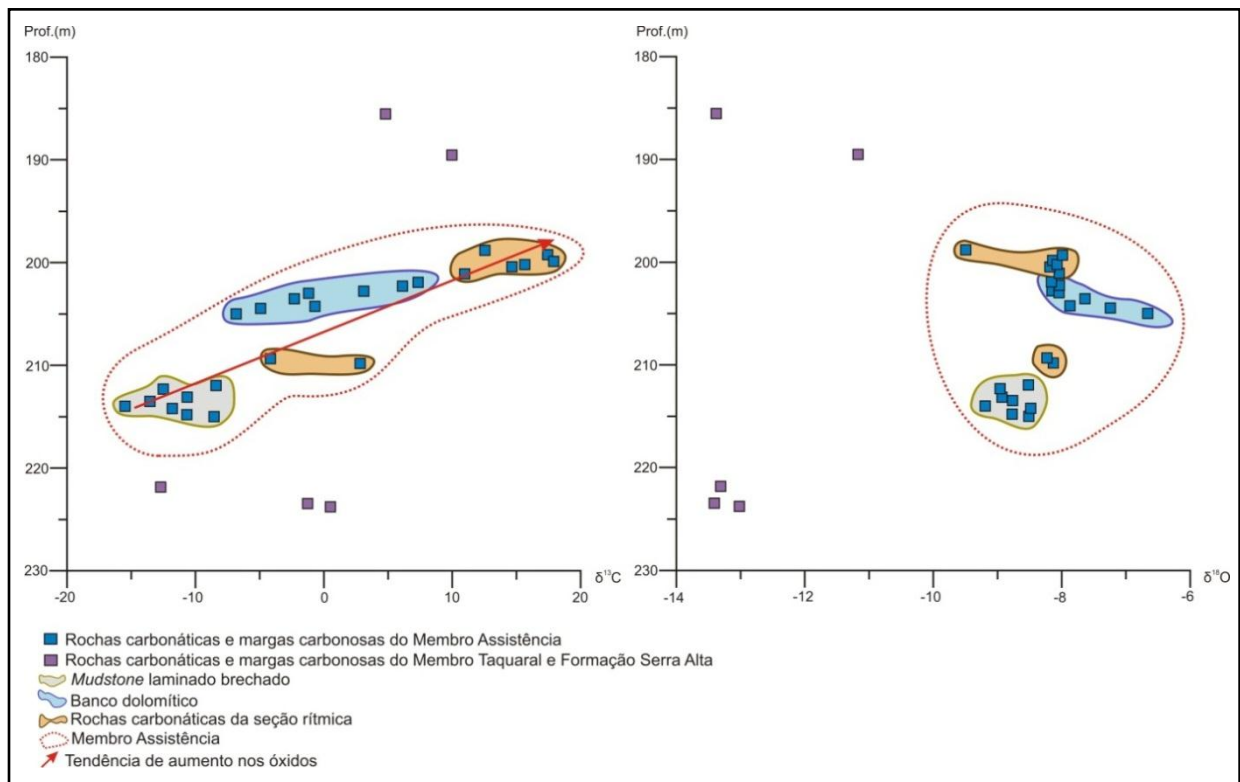 Prof.(m)
180
190
200
210
220
230
-20
-10
0
10
20
δ¹³C
Prof.(m)
180
190
200
210
220
230
-14
-12
-10
-8
-6
δ¹⁸O
Rochas carbonáticas e margas carbonosas do Membro Assistência
Rochas carbonáticas e margas carbonosas do Membro Taquaral e Formação Serra Alta
Mudstone laminado brechado
Banco dolomítico
Rochas carbonáticas da seção rítmica
Membro Assistência
Tendência de aumento nos óxidos